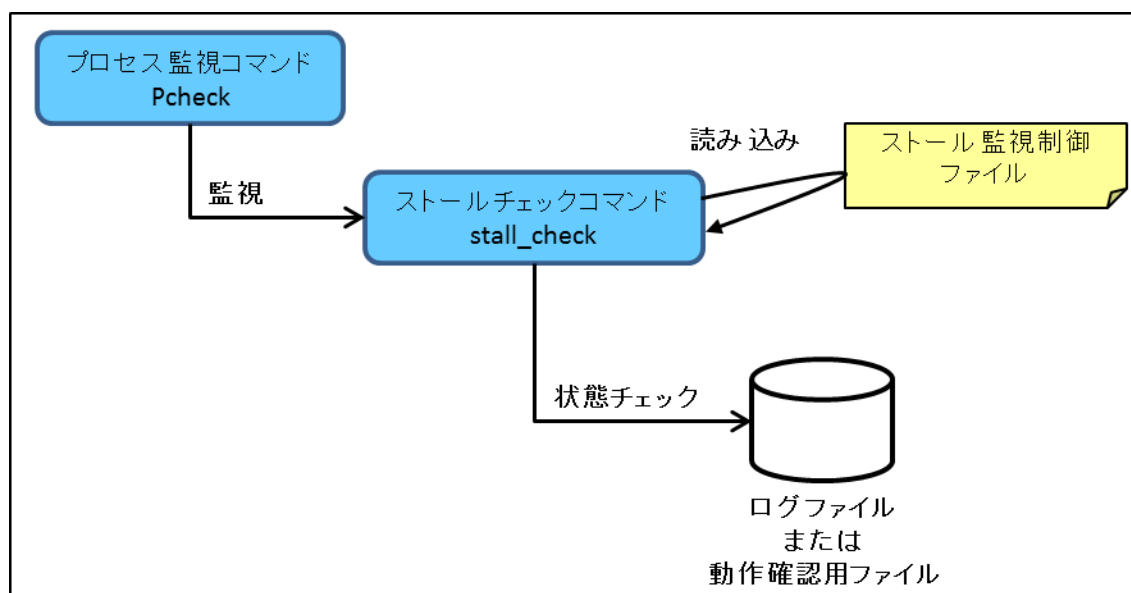 プロセス監視コマンド
Pcheck
監視
読み込み
ストール監視制御
ファイル
ストールチェックコマンド
stall_check
状態チェック
ログファイル
または
動作確認用ファイル